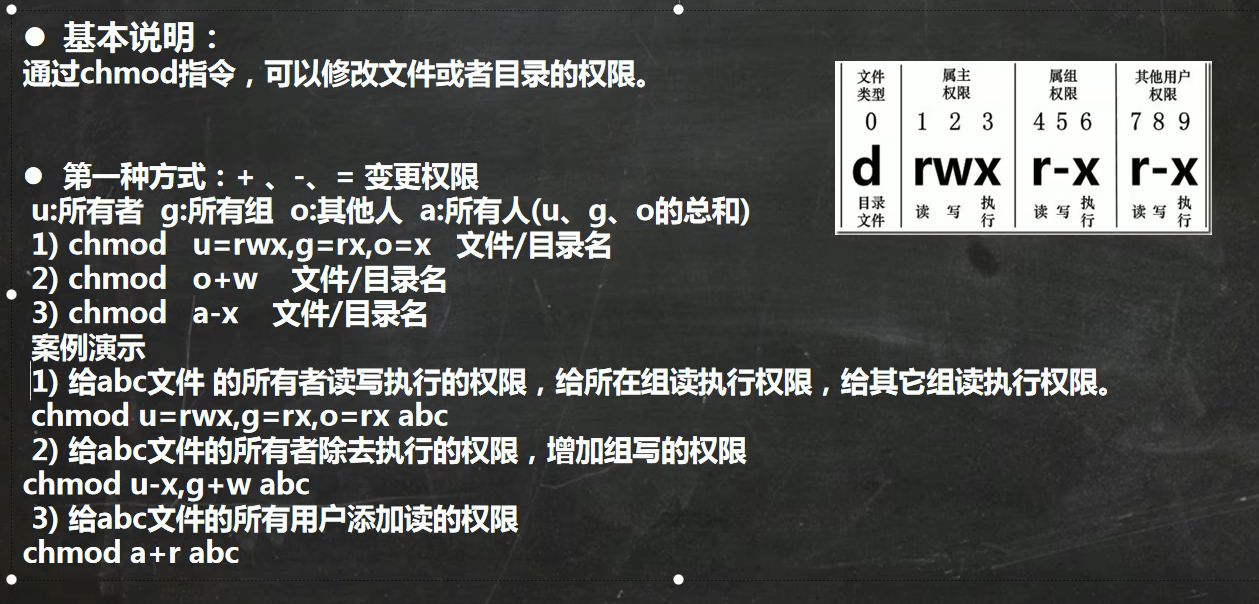 ● 基本说明：
通过chmod指令，可以修改文件或者目录的权限。
● 第一种方式：+ 、-、= 变更权限
u:所有者 g:所有组 o:其他人 a:所有人(u、g、o的总和)
1) chmod u=rwx,g=rx,o=x 文件/目录名
2) chmod o+w 文件/目录名
3) chmod a-x 文件/目录名
案例演示
1) 给abc文件 的所有者读写执行的权限，给所在组读执行权限，给其它组读执行权限。
chmod u=rwx,g=rx,o=rx abc
2) 给abc文件的所有者除去执行的权限，增加组写的权限
chmod u-x,g+w abc
3) 给abc文件的所有用户添加读的权限
chmod a+r abc
文件 属主 属组 其他用户
类型 权限 权限 权限
0 1 2 3 4 5 6 7 8 9
d rwx r-x r-x
目录 读 写 执 读 写 执 读 写 执
文件 行 行 行